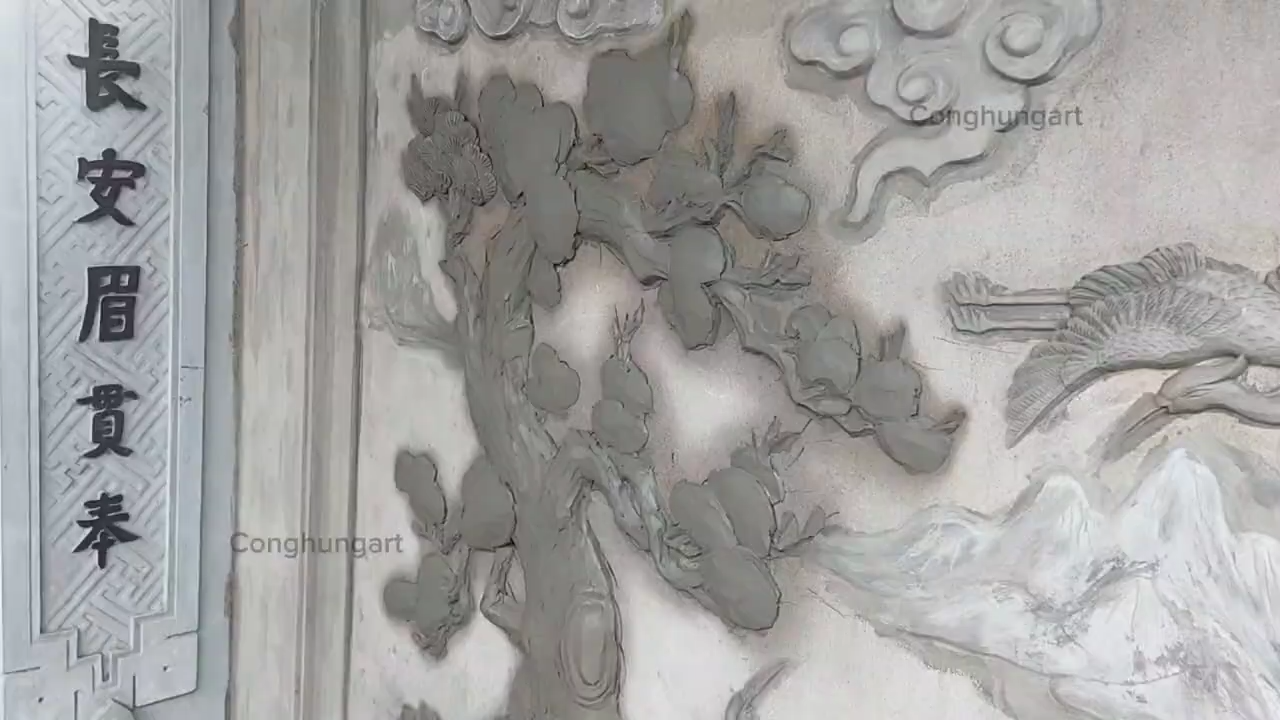 長
安
眉
貫
奉
Conghungart
Conghungart